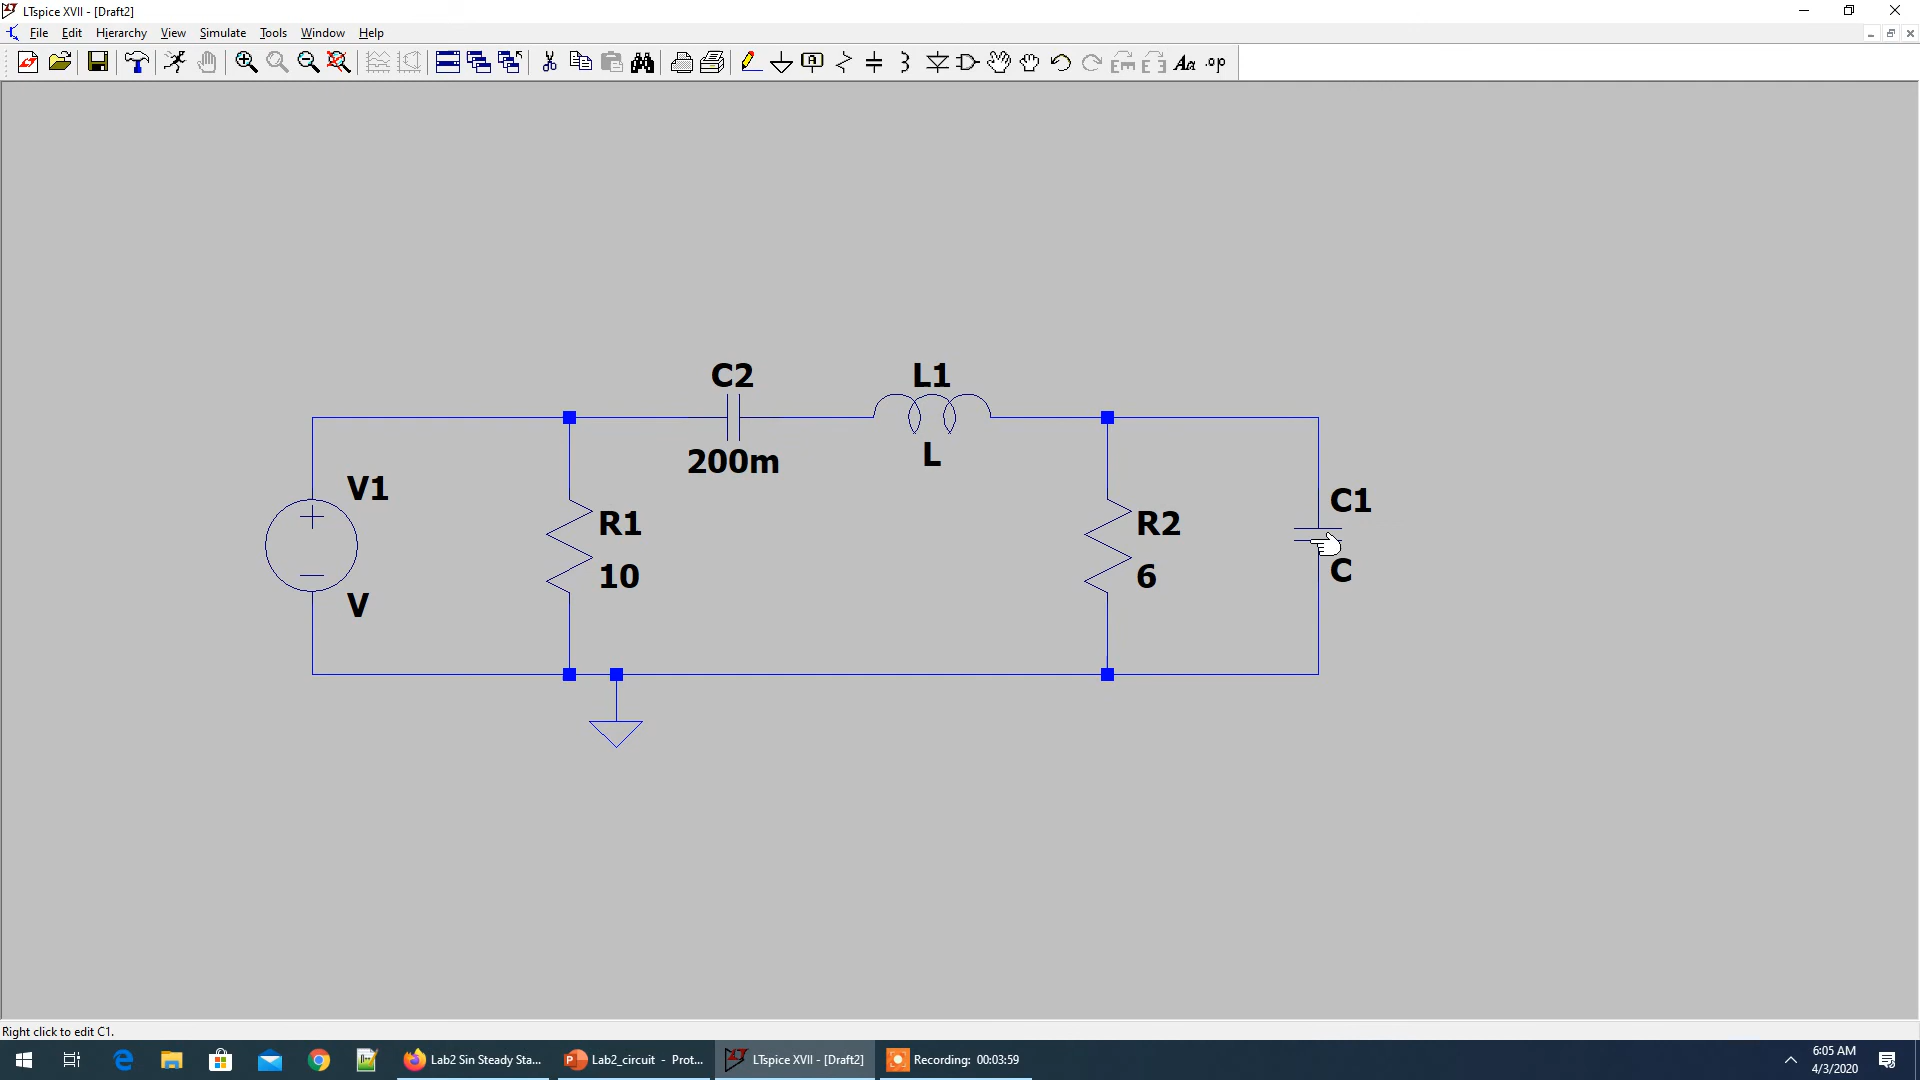 LTspice XVII - [Draft2]
File Edit Hierarchy View Simulate Tools Window Help
A
Aa .op
C2
L1
200m
L
V1
C1
R1
R2
10
6
C
V
Right click to edit C1.
Lab2 Sin Steady Sta...
Lab2_circuit - Prot...
LTspice XVII - [Draft2]
Recording: 00:03:59
6:05 AM
4/3/2020